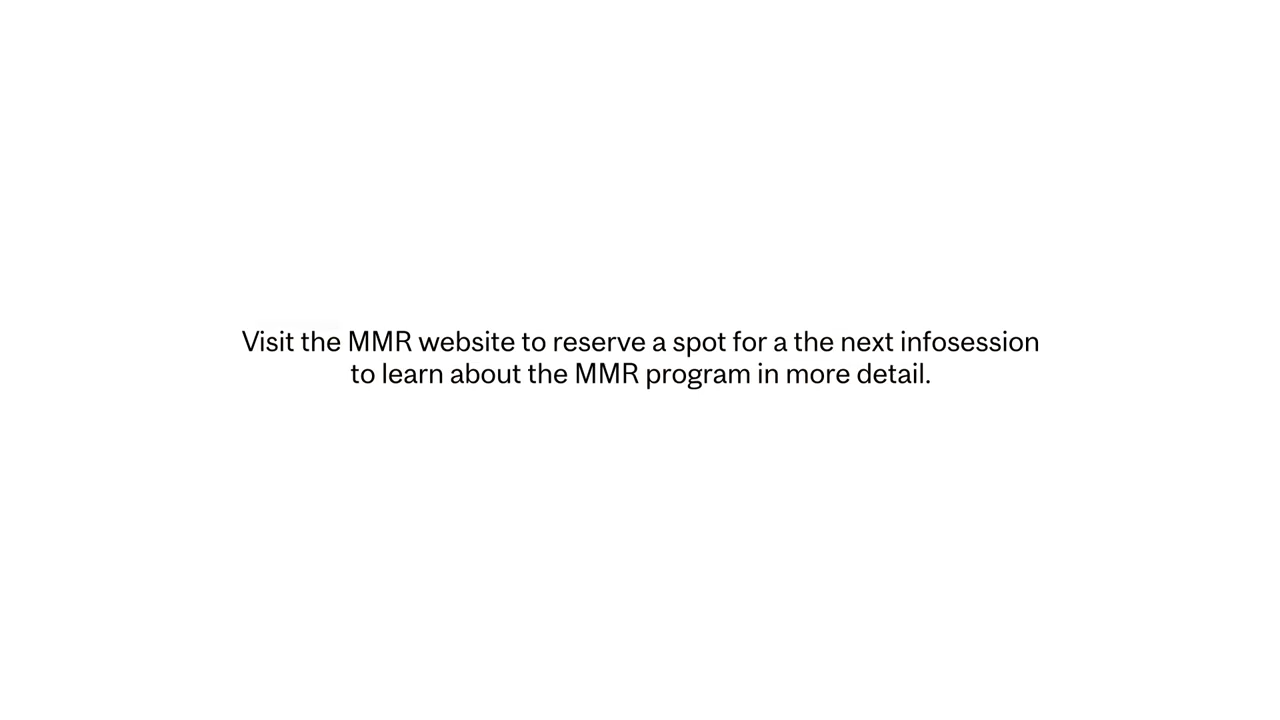 Visit the MMR website to reserve a spot for a the next infosession
to learn about the MMR program in more detail.